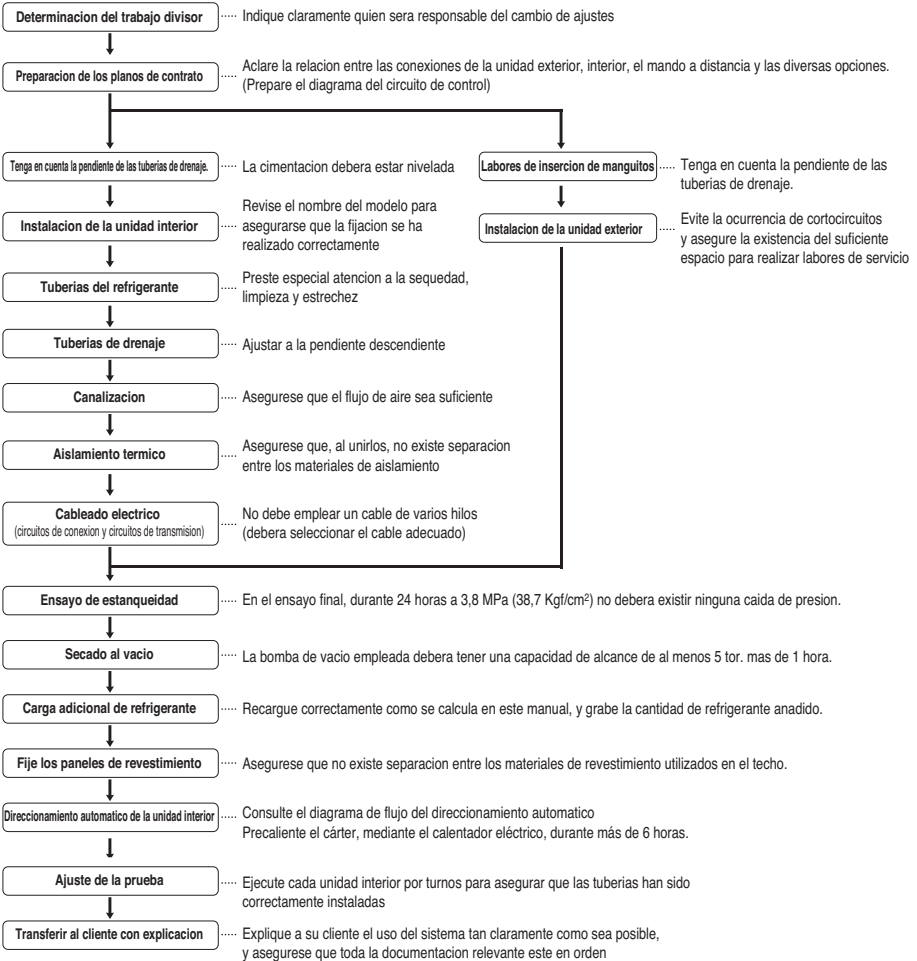 Determinacion del trabajo divisor ..... Indique claramente quien sera responsable del cambio de ajustes
Preparacion de los planos de contrato ..... Aclare la relacion entre las conexiones de la unidad exterior, interior, el mando a distancia y las diversas opciones.
(Prepare el diagrama del circuito de control)
Tenga en cuenta la pendiente de las tuberias de drenaje. ..... La cimentacion debera estar nivelada
Labores de insercion de manguitos ..... Tenga en cuenta la pendiente de las
tuberias de drenaje.
Instalacion de la unidad interior ..... Revise el nombre del modelo para
asegurarse que la fijacion se ha
realizado correctamente
Instalacion de la unidad exterior ..... Evite la ocurrencia de cortocircuitos
y asegure la existencia del suficiente
espacio para realizar labores de servicio
Tuberias del refrigerante ..... Preste especial atencion a la sequedad,
limpieza y estrechez
Tuberias de drenaje ..... Ajustar a la pendiente descendiente
Canalizacion ..... Asegurese que el flujo de aire sea suficiente
Aislamiento termico ..... Asegurese que, al unirlos, no existe separacion
entre los materiales de aislamiento
Cableado electrico
(circuitos de conexion y circuitos de transmision) ..... No debe emplear un cable de varios hilos
(debera seleccionar el cable adecuado)
Ensayo de estanqueidad ..... En el ensayo final, durante 24 horas a 3,8 MPa (38,7 Kgf/cm²) no debera existir ninguna caida de presion.
Secado al vacio ..... La bomba de vacio empleada debera tener una capacidad de alcance de al menos 5 tor. mas de 1 hora.
Carga adicional de refrigerante ..... Recargue correctamente como se calcula en este manual, y grabe la cantidad de refrigerante anadido.
Fije los paneles de revestimiento ..... Asegurese que no existe separacion entre los materiales de revestimiento utilizados en el techo.
Direccionamiento automatico de la unidad interior ..... Consulte el diagrama de flujo del direccionamiento automatico
Precaliente el cárter, mediante el calentador eléctrico, durante más de 6 horas.
Ajuste de la prueba ..... Ejecute cada unidad interior por turnos para asegurar que las tuberias han sido
correctamente instaladas
Transferir al cliente con explicacion ..... Explique a su cliente el uso del sistema tan claramente como sea posible,
y asegurese que toda la documentacion relevante este en orden